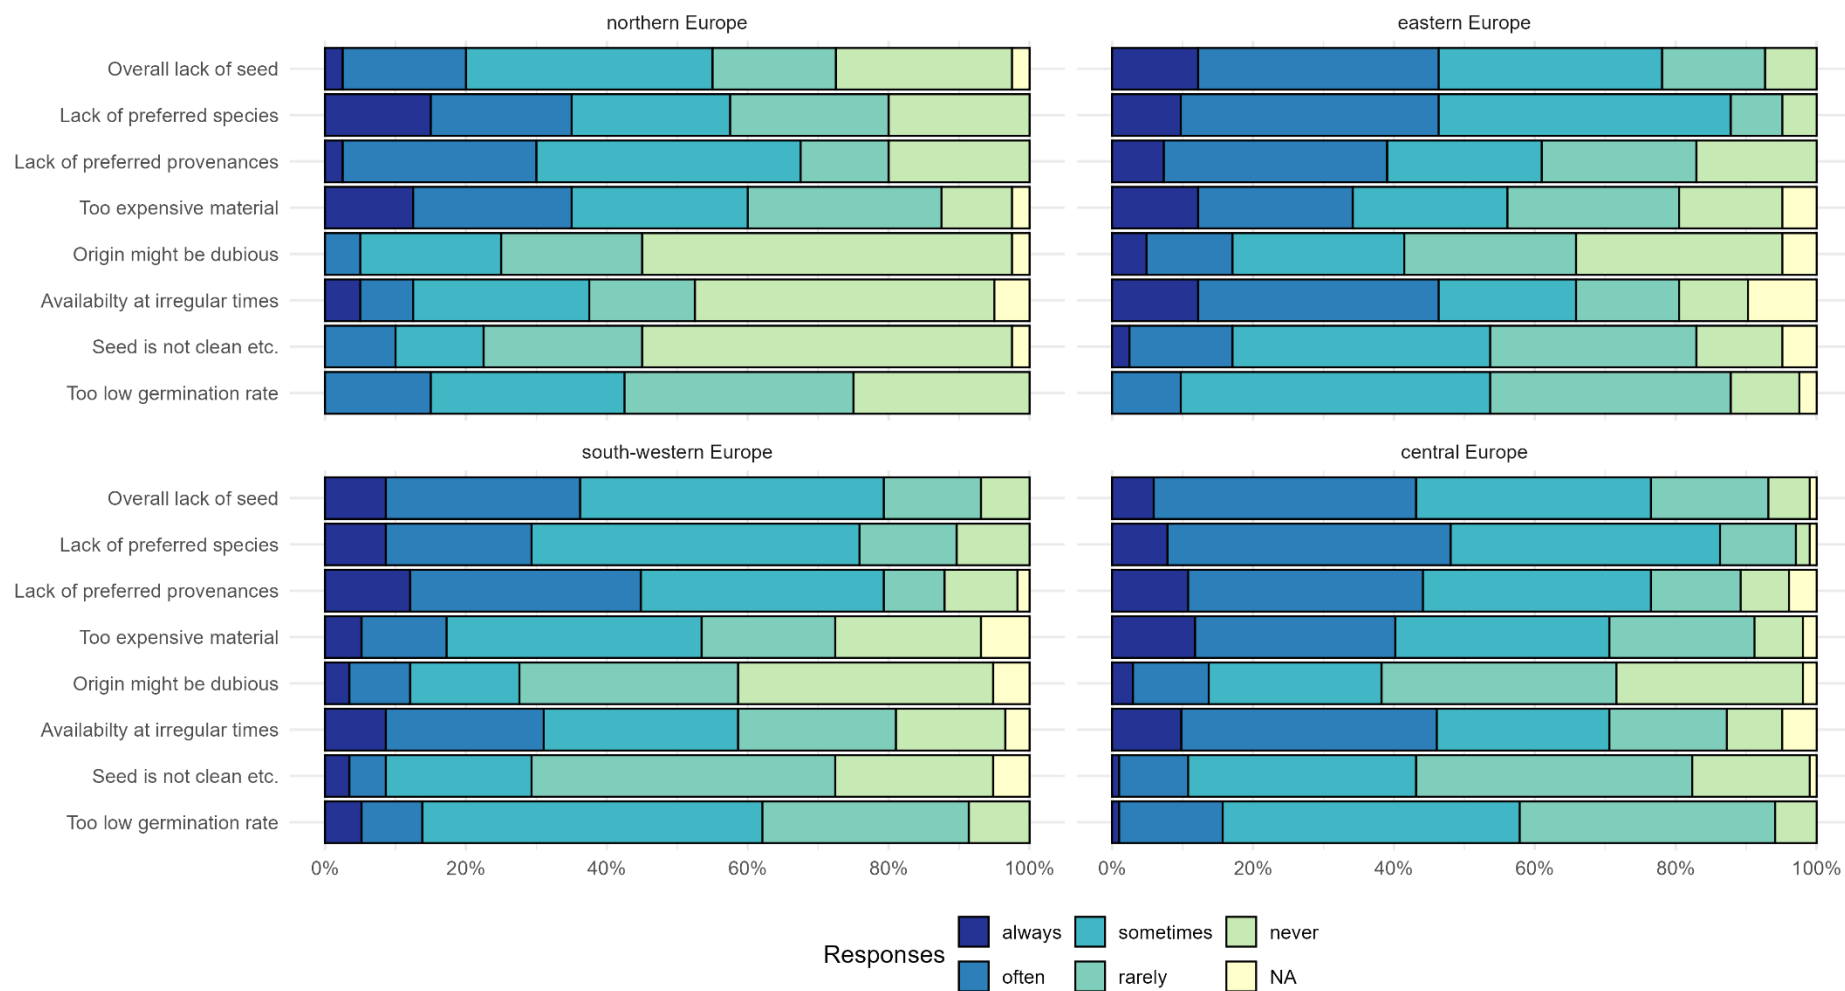 northern Europe
eastern Europe
Overall lack of seed
Lack of preferred species
Lack of preferred provenances
Too expensive material
Origin might be dubious
Availabilty at irregular times
Seed is not clean etc.
Too low germination rate
south-western Europe
central Europe
Overall lack of seed
Lack of preferred species
Lack of preferred provenances
Too expensive material
Origin might be dubious
Availabilty at irregular times
Seed is not clean etc.
Too low germination rate
0% 20% 40% 60% 80% 100%
0% 20% 40% 60% 80% 100%
Responses
always sometimes never
often rarely NA